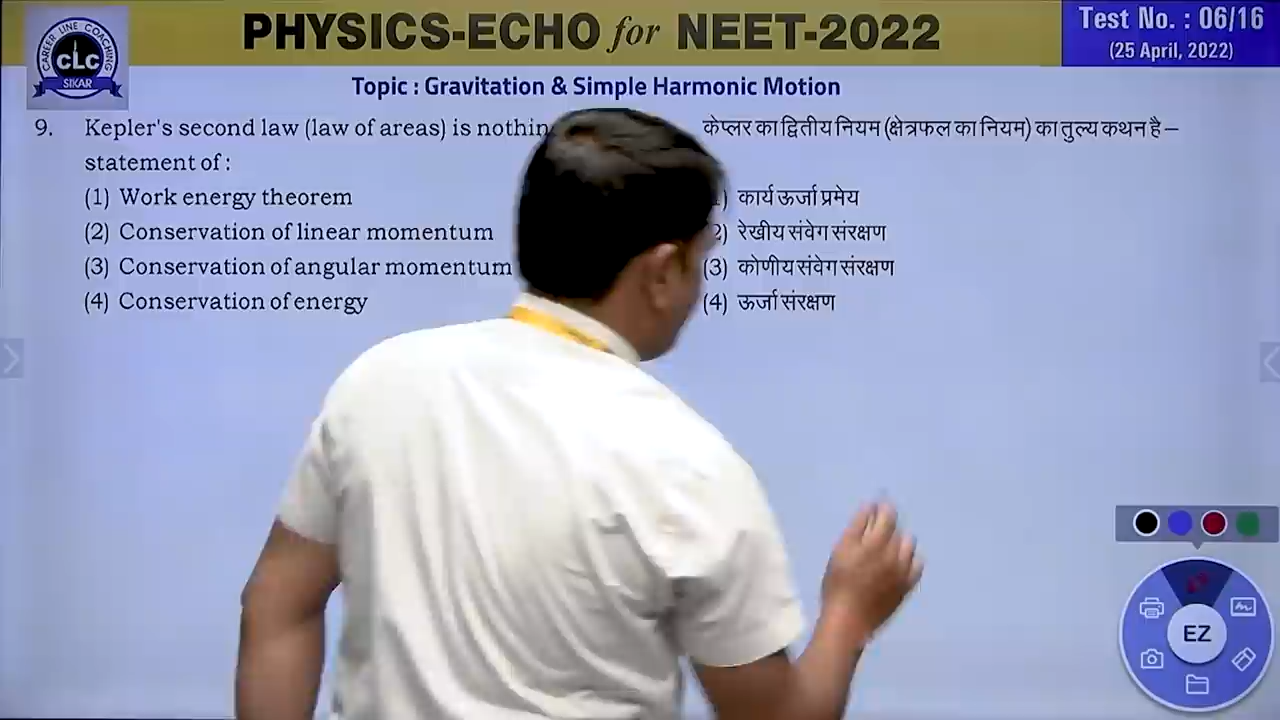 PHYSICS-ECHO for NEET-2022
Test No. : 06/16
(25 April, 2022)
CAREER LINE COACHING
CLC
SIKAR
Topic : Gravitation & Simple Harmonic Motion
9. Kepler's second law (law of areas) is
statement of :
(1) Work energy theorem
(2) Conservation of linear momentum
(3) Conservation of angular momentum
(4) Conservation of energy
केप्लर का द्वितीय नियम (क्षेत्रफल का नियम) का तुल्य कथन है –
1) कार्य ऊर्जा प्रमेय
2) रेखीय संवेग संरक्षण
(3) कोणीय संवेग संरक्षण
(4) ऊर्जा संरक्षण
EZ